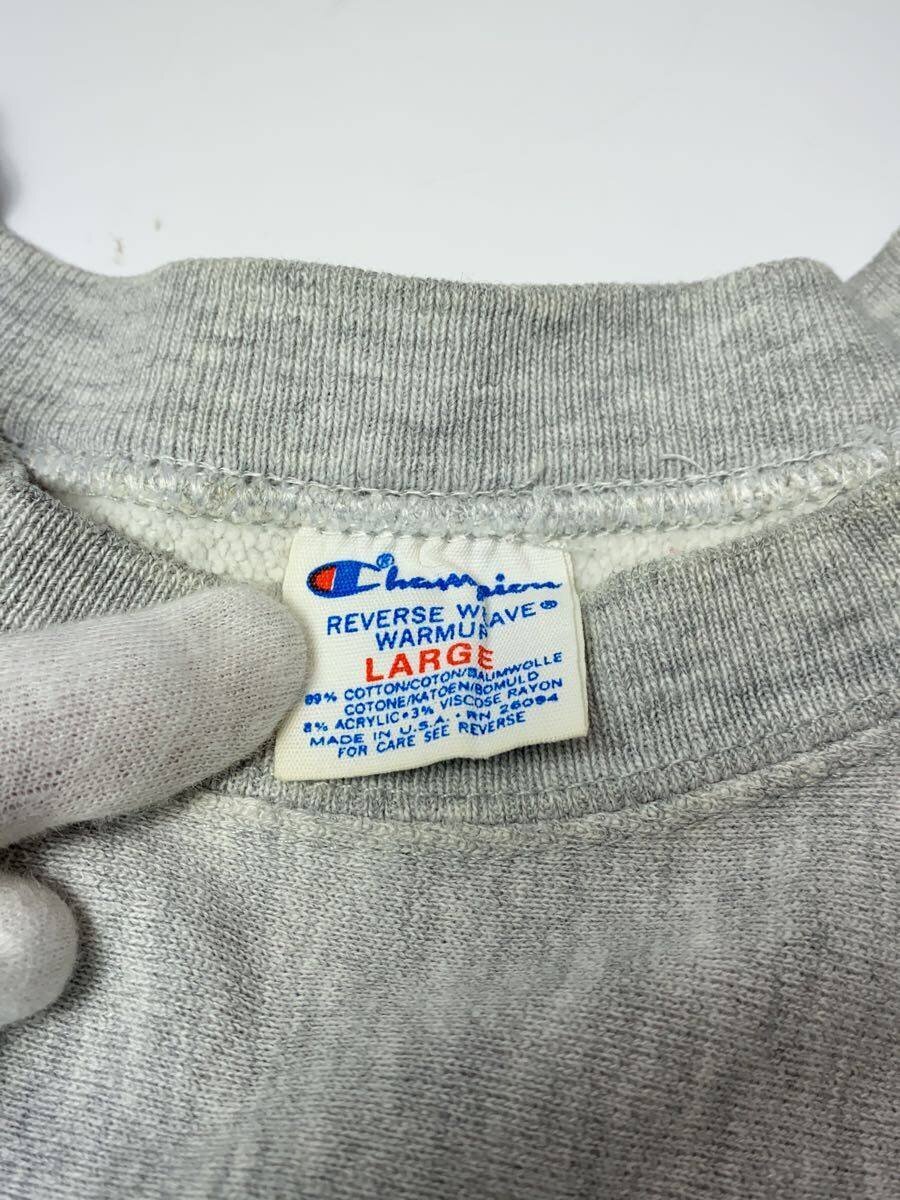 Champion®
REVERSE WEAVE®
WARMUP
LARGE
89% COTTON/COTON/BAUMWOLLE
COTONE/KATOEN/BOMULD
8% ACRYLIC • 3% VISCOSE RAYON
MADE IN U.S.A. • RN 26094
FOR CARE SEE REVERSE